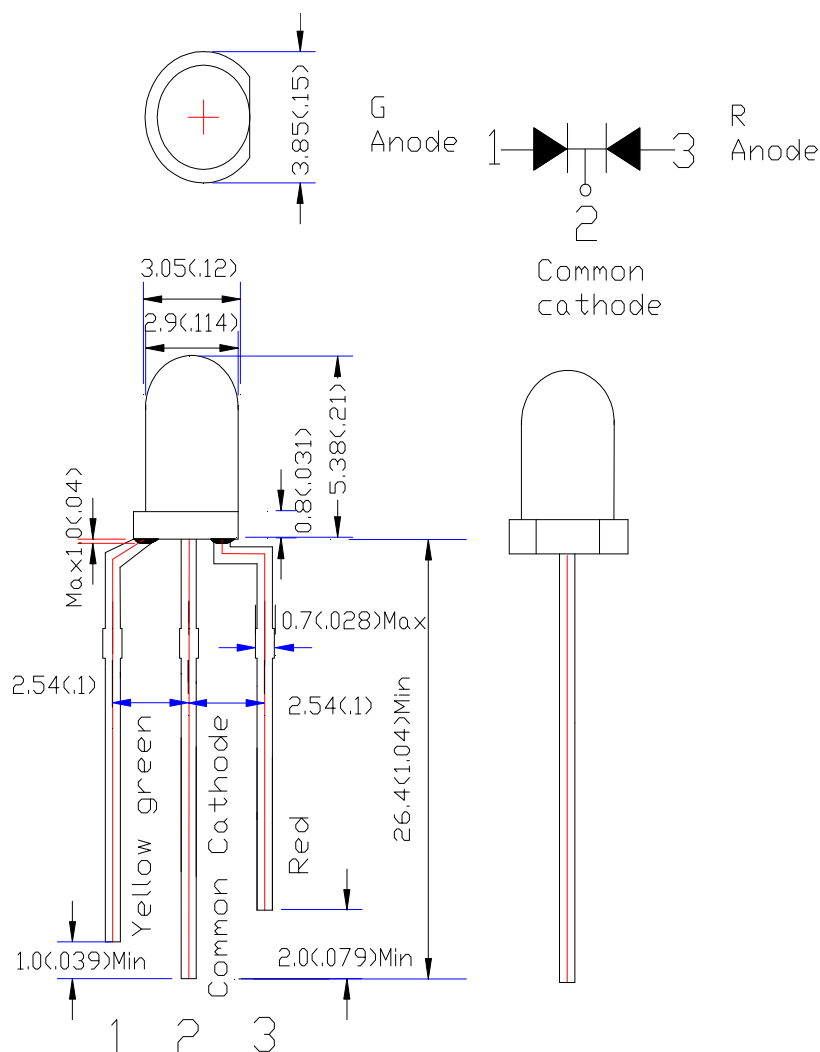 3.85(.15)
G
Anode
1
3
R
Anode
2
Common
cathode
3.05(.12)
2.9(.114)
5.38(.21)
0.8(.031)
Max1.0(.04)
0.7(.028)Max
2.54(.1)
2.54(.1)
26.4(1.04)Min
Yellow green
Common Cathode
Red
1.0(.039)Min
2.0(.079)Min
1 2 3